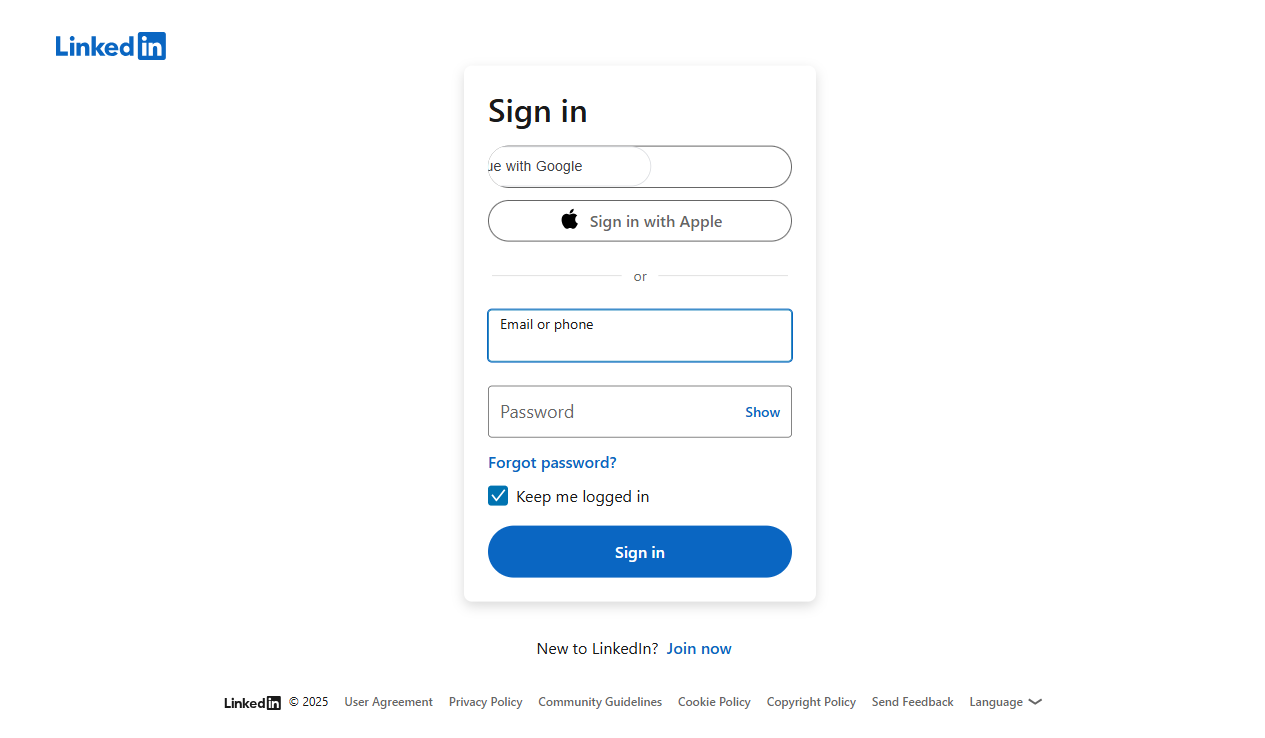 LinkedIn
Sign in
ue with Google
Sign in with Apple
or
Email or phone
Password
Show
Forgot password?
Keep me logged in
Sign in
New to LinkedIn? Join now
LinkedIn © 2025 User Agreement Privacy Policy Community Guidelines Cookie Policy Copyright Policy Send Feedback Language